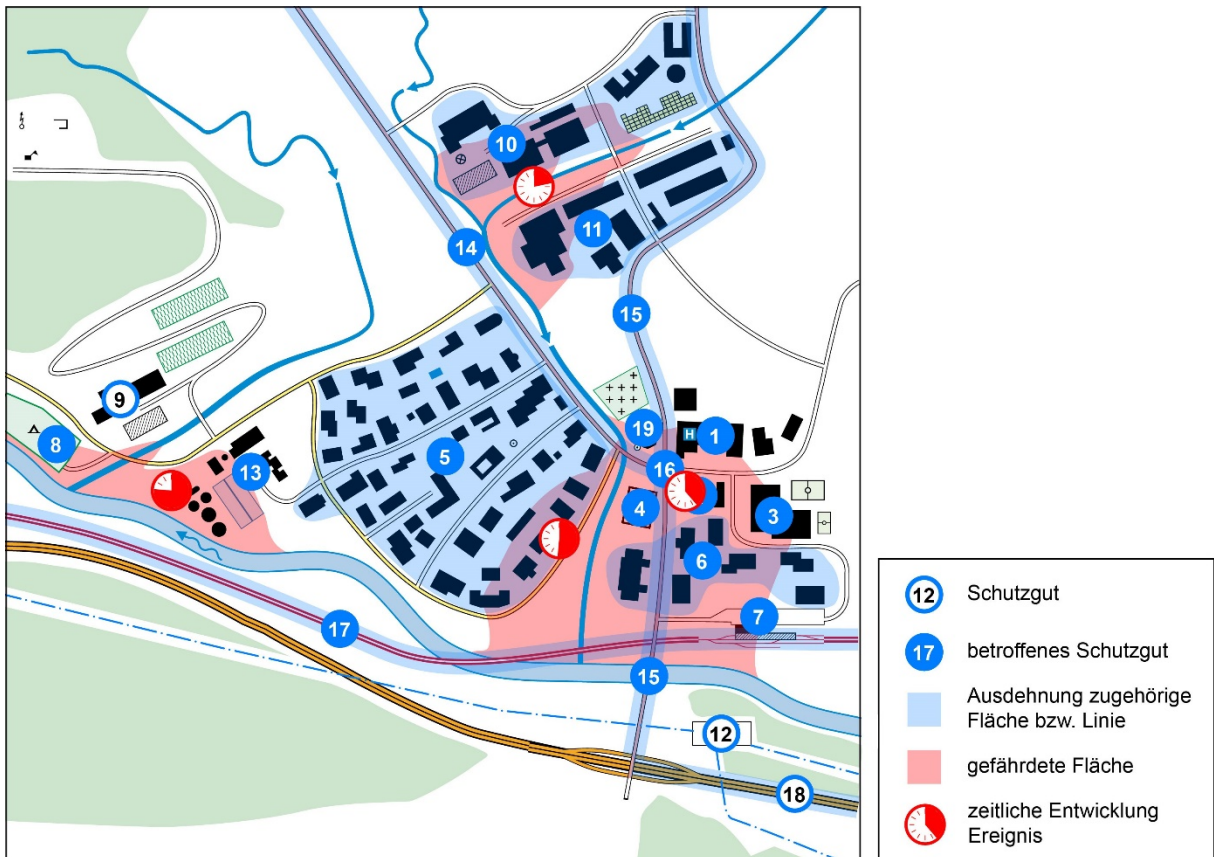 10
11
14
15
9
19
H
1
8
5
16
13
4
3
6
7
17
15
12
18
12 Schutzgut
17 betroffenes Schutzgut
Ausdehnung zugehörige
Fläche bzw. Linie
gefährdete Fläche
zeitliche Entwicklung
Ereignis